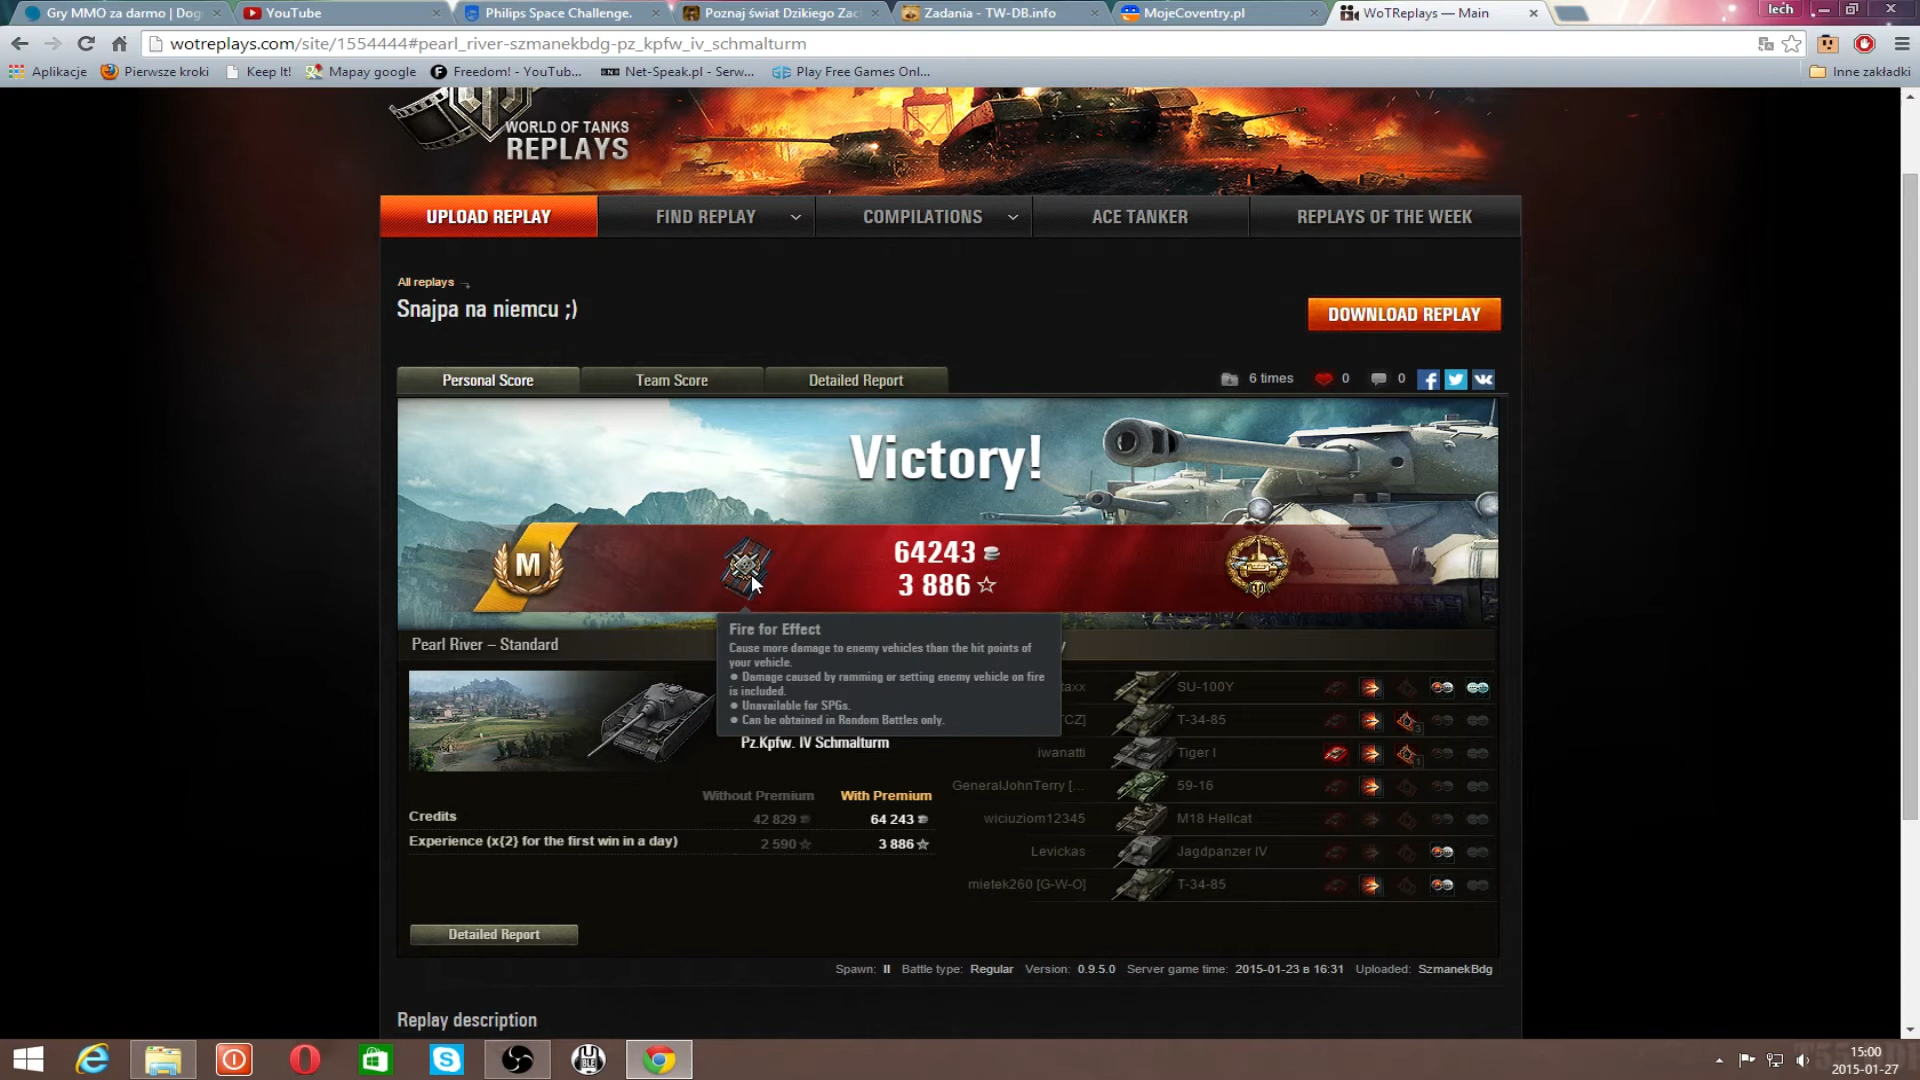 Gry MMO za darmo | Dog
YouTube
Philips Space Challenge.
Poznaj świat Dzikiego Zac
Zadania - TW-DB.info
MojeCoventry.pl
WoTReplays — Main
lech
wotreplays.com/site/1554444#pearl_river-szmanekbdg-pz_kpfw_iv_schmalturm
Aplikacje
Pierwsze kroki
Keep It!
Mapay google
Freedom! - YouTub...
Net-Speak.pl - Serw...
Play Free Games Onl...
Inne zakładki
WORLD OF TANKS
REPLAYS
UPLOAD REPLAY
FIND REPLAY
COMPILATIONS
ACE TANKER
REPLAYS OF THE WEEK
All replays →
Snajpa na niemcu ;)
DOWNLOAD REPLAY
Personal Score
Team Score
Detailed Report
6 times
0
0
Victory!
M
64243
3 886
Fire for Effect
Cause more damage to enemy vehicles than the hit points of
your vehicle.
● Damage caused by ramming or setting enemy vehicle on fire
is included.
● Unavailable for SPGs.
● Can be obtained in Random Battles only.
Pearl River – Standard
Pz.Kpfw. IV Schmalturm
Without Premium
With Premium
Credits
42 829
64 243
Experience (x{2} for the first win in a day)
2 590
3 886
Detailed Report
taxx
SU-100Y
CZ]
T-34-85
3
iwanatti
Tiger I
1
GeneralJohnTerry [...
59-16
wiciuziom12345
M18 Hellcat
Levickas
Jagdpanzer IV
mietek260 [G-W-O]
T-34-85
Spawn: II Battle type: Regular Version: 0.9.5.0 Server game time: 2015-01-23 в 16:31 Uploaded: SzmanekBdg
Replay description
15:00
2015-01-27